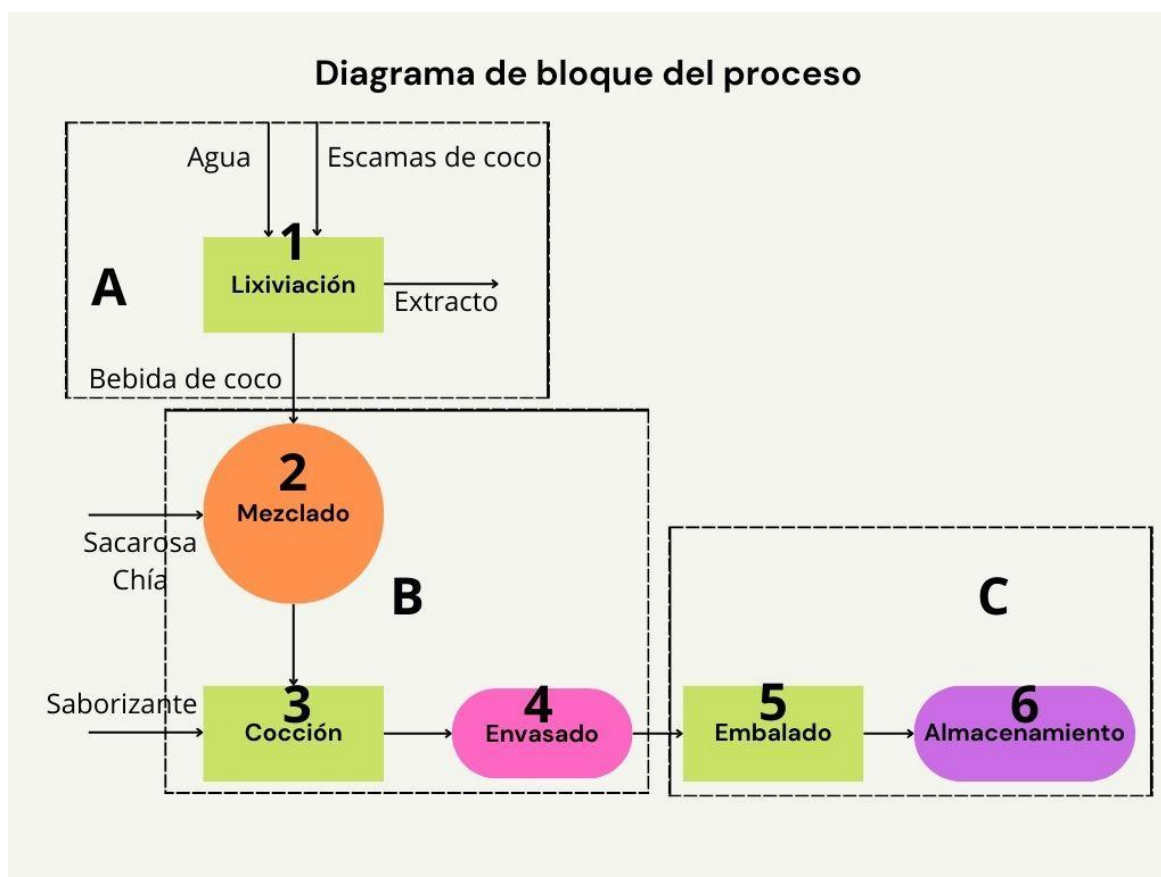 Diagrama de bloque del proceso
Agua
Escamas de coco
1
Lixiviación
A
Extracto
Bebida de coco
2
Mezclado
Sacarosa
Chía
B
C
Saborizante
3
Cocción
4
Envasado
5
Embalado
6
Almacenamiento